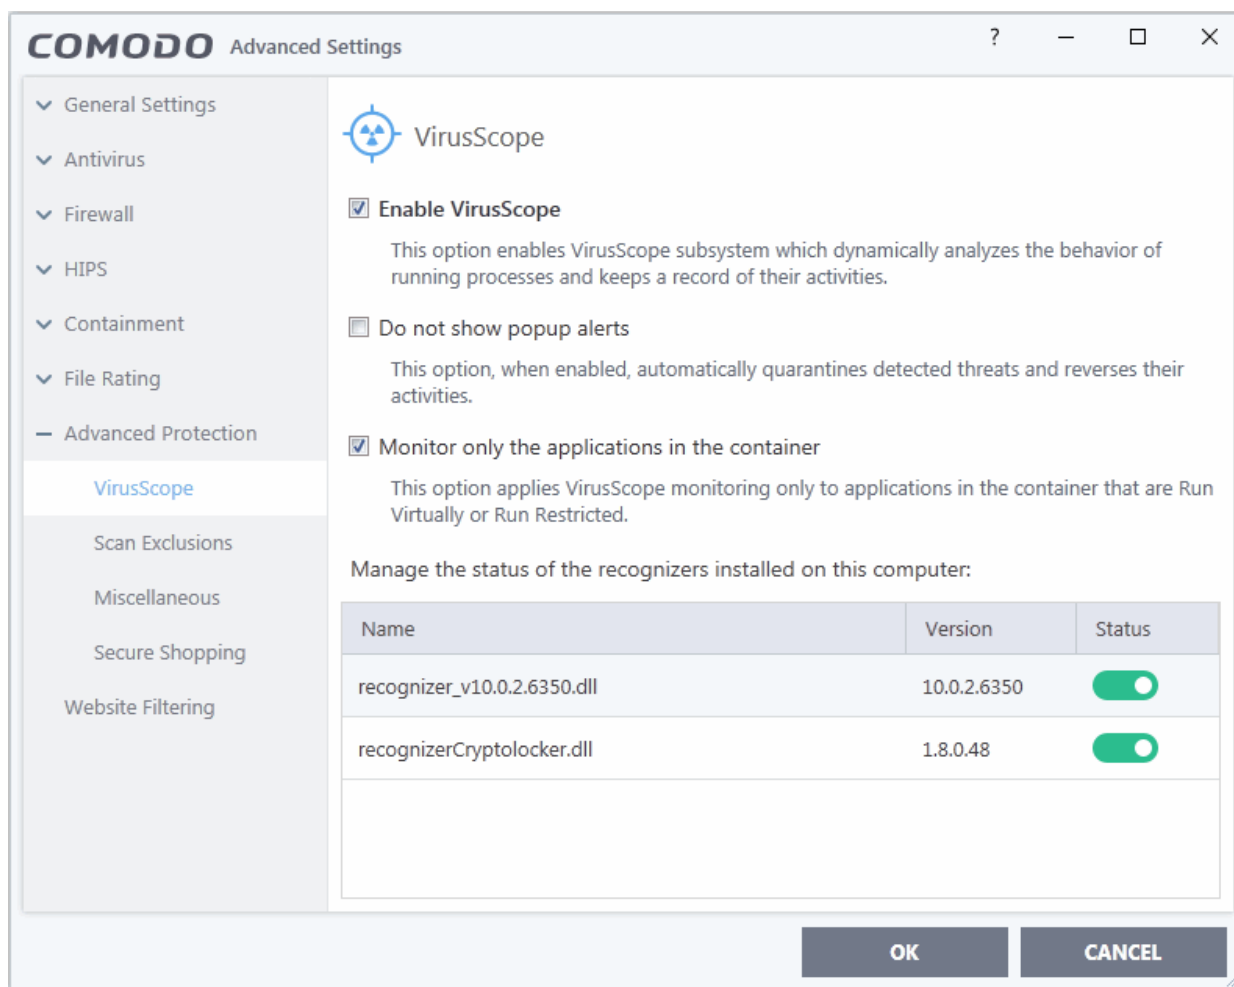 COMODO Advanced Settings ?
General Settings
Antivirus
Firewall
HIPS
Containment
File Rating
Advanced Protection
VirusScope
Scan Exclusions
Miscellaneous
Secure Shopping
Website Filtering
VirusScope
Enable VirusScope
This option enables VirusScope subsystem which dynamically analyzes the behavior of
running processes and keeps a record of their activities.
Do not show popup alerts
This option, when enabled, automatically quarantines detected threats and reverses their
activities.
Monitor only the applications in the container
This option applies VirusScope monitoring only to applications in the container that are Run
Virtually or Run Restricted.
Manage the status of the recognizers installed on this computer:
Name Version Status
recognizer_v10.0.2.6350.dll 10.0.2.6350
recognizerCryptolocker.dll 1.8.0.48
OK CANCEL